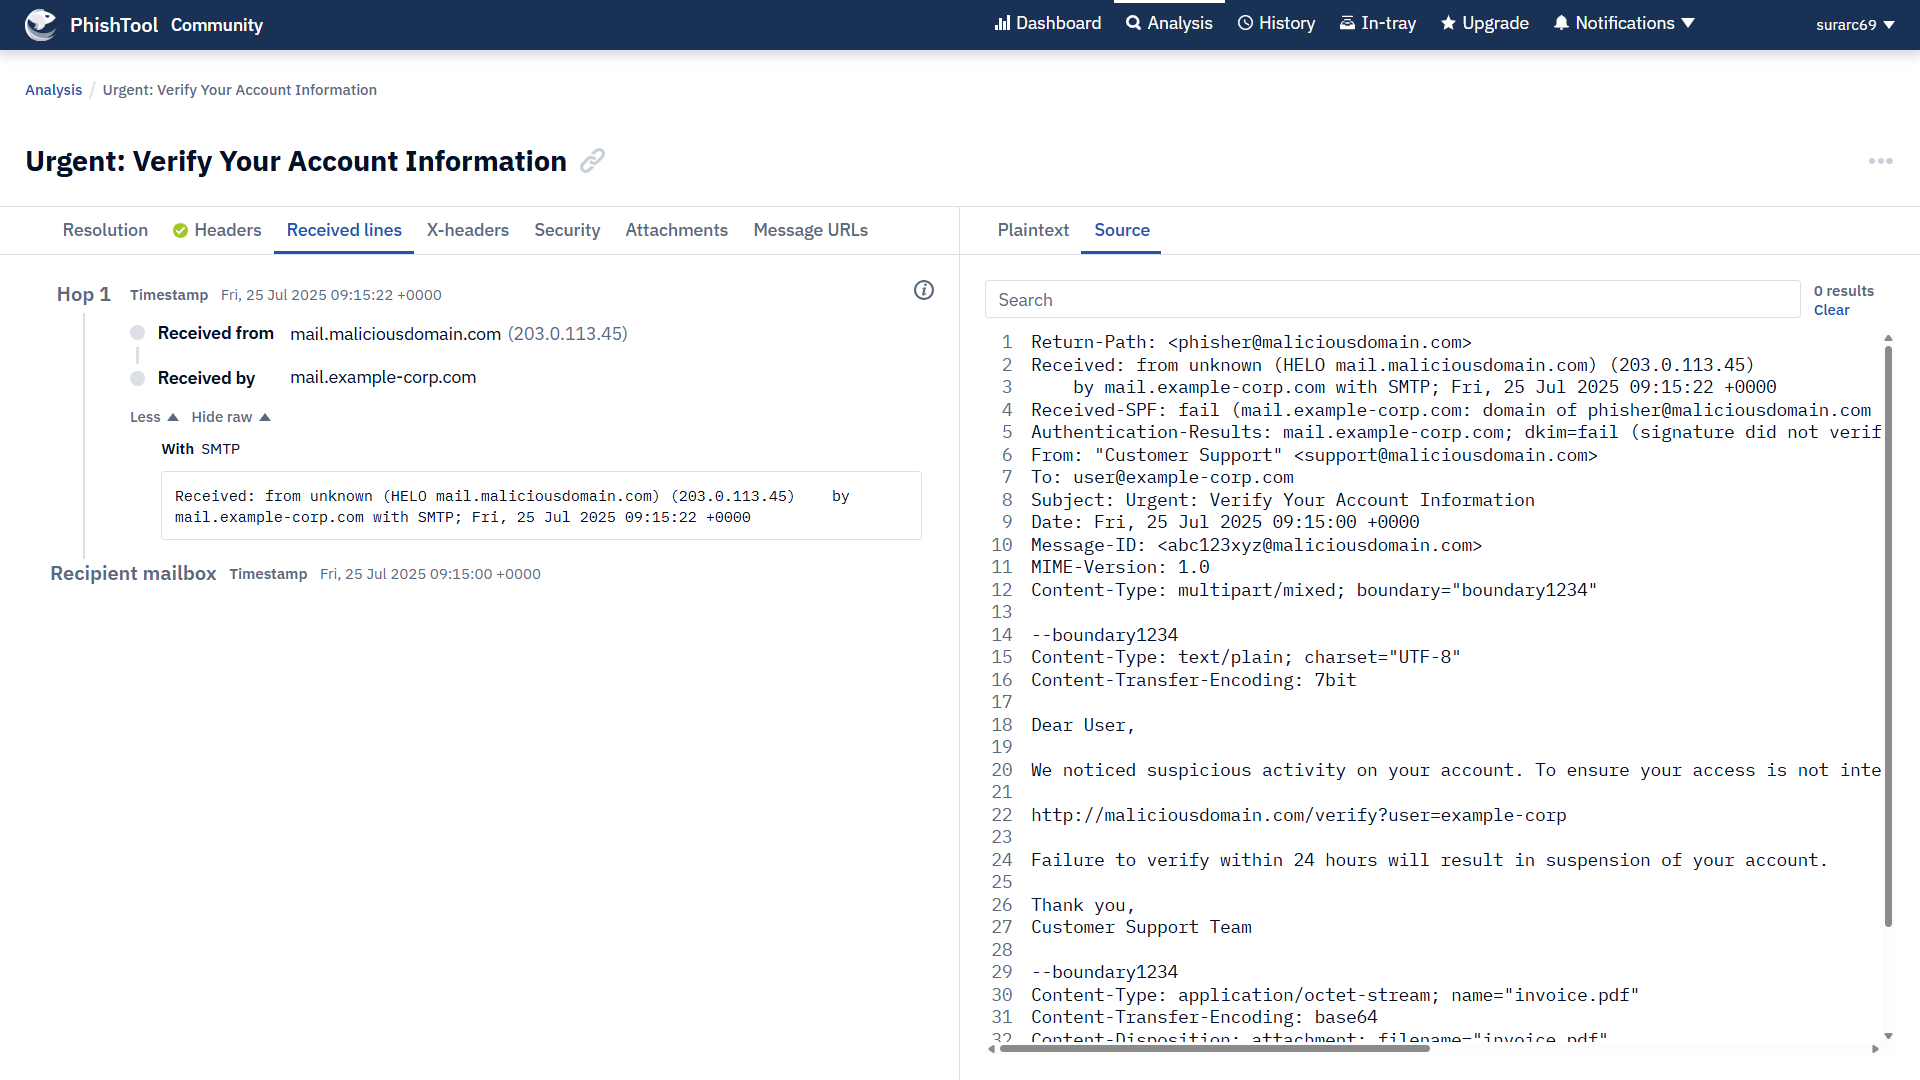 PhishTool Community
Dashboard
Analysis
History
In-tray
Upgrade
Notifications
surarc69
Analysis / Urgent: Verify Your Account Information
Urgent: Verify Your Account Information
Resolution
Headers
Received lines
X-headers
Security
Attachments
Message URLs
Hop 1 Timestamp Fri, 25 Jul 2025 09:15:22 +0000
Received from mail.maliciousdomain.com (203.0.113.45)
Received by mail.example-corp.com
Less Hide raw
With SMTP
Received: from unknown (HELO mail.maliciousdomain.com) (203.0.113.45) by
mail.example-corp.com with SMTP; Fri, 25 Jul 2025 09:15:22 +0000
Recipient mailbox Timestamp Fri, 25 Jul 2025 09:15:00 +0000
Plaintext
Source
Search
0 results
Clear
1 Return-Path: <phisher@maliciousdomain.com>
2 Received: from unknown (HELO mail.maliciousdomain.com) (203.0.113.45)
3 by mail.example-corp.com with SMTP; Fri, 25 Jul 2025 09:15:22 +0000
4 Received-SPF: fail (mail.example-corp.com: domain of phisher@maliciousdomain.com
5 Authentication-Results: mail.example-corp.com; dkim=fail (signature did not verif
6 From: "Customer Support" <support@maliciousdomain.com>
7 To: user@example-corp.com
8 Subject: Urgent: Verify Your Account Information
9 Date: Fri, 25 Jul 2025 09:15:00 +0000
10 Message-ID: <abc123xyz@maliciousdomain.com>
11 MIME-Version: 1.0
12 Content-Type: multipart/mixed; boundary="boundary1234"
13
14 --boundary1234
15 Content-Type: text/plain; charset="UTF-8"
16 Content-Transfer-Encoding: 7bit
17
18 Dear User,
19
20 We noticed suspicious activity on your account. To ensure your access is not inte
21
22 http://maliciousdomain.com/verify?user=example-corp
23
24 Failure to verify within 24 hours will result in suspension of your account.
25
26 Thank you,
27 Customer Support Team
28
29 --boundary1234
30 Content-Type: application/octet-stream; name="invoice.pdf"
31 Content-Transfer-Encoding: base64
32 Content-Disposition: attachment; filename="invoice.pdf"